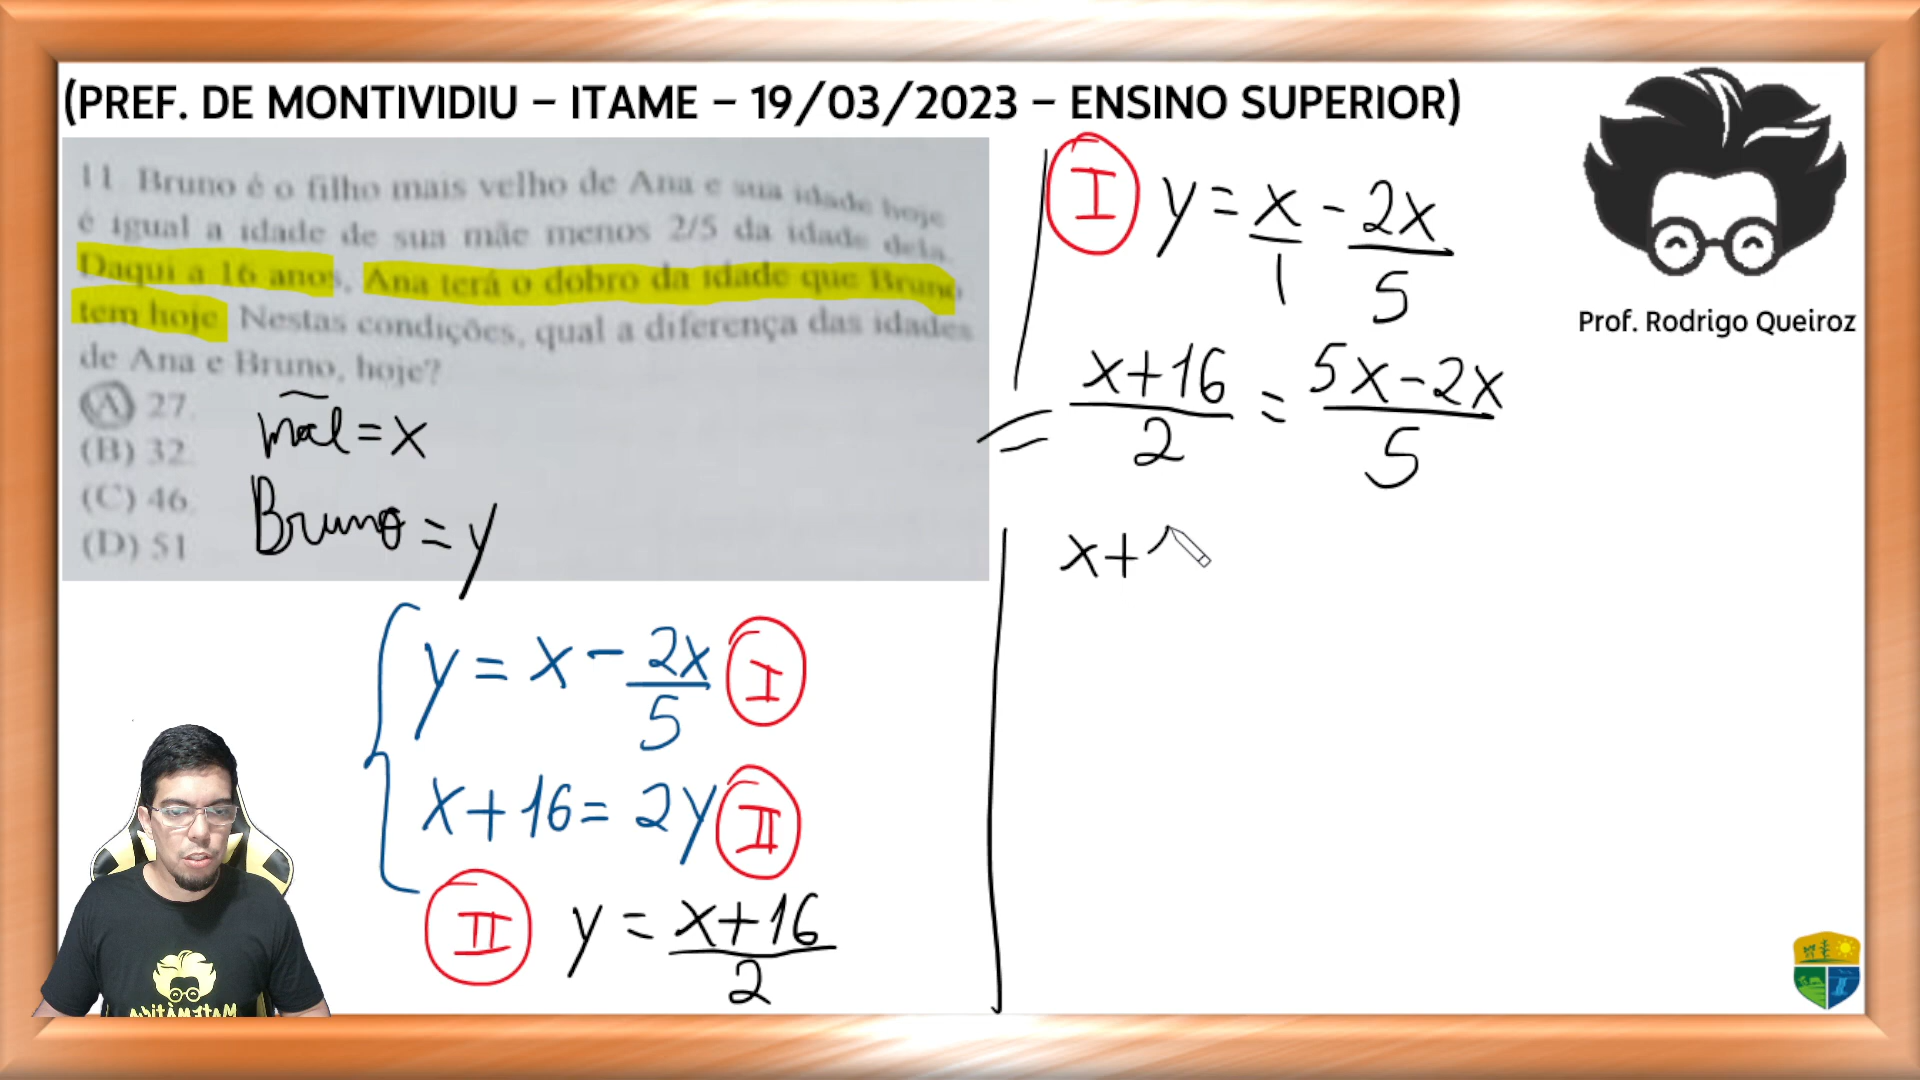 (PREF. DE MONTIVIDIU – ITAME – 19/03/2023 – ENSINO SUPERIOR)
11 Bruno é o filho mais velho de Ana e sua idade hoje
é igual a idade de sua mãe menos 2/5 da idade dela.
Daqui a 16 anos, Ana terá o dobro da idade que Bruno
tem hoje. Nestas condições, qual a diferença das idades
de Ana e Bruno, hoje?
(A) 27.
(B) 32.
(C) 46.
(D) 51
mãe = x
Bruno = y
y = x - 2x/5 I
x + 16 = 2y II
II y = x+16/2
I y = x/1 - 2x/5
= x+16/2 = 5x-2x/5
x+
Prof. Rodrigo Queiroz
MATEMÁTICA